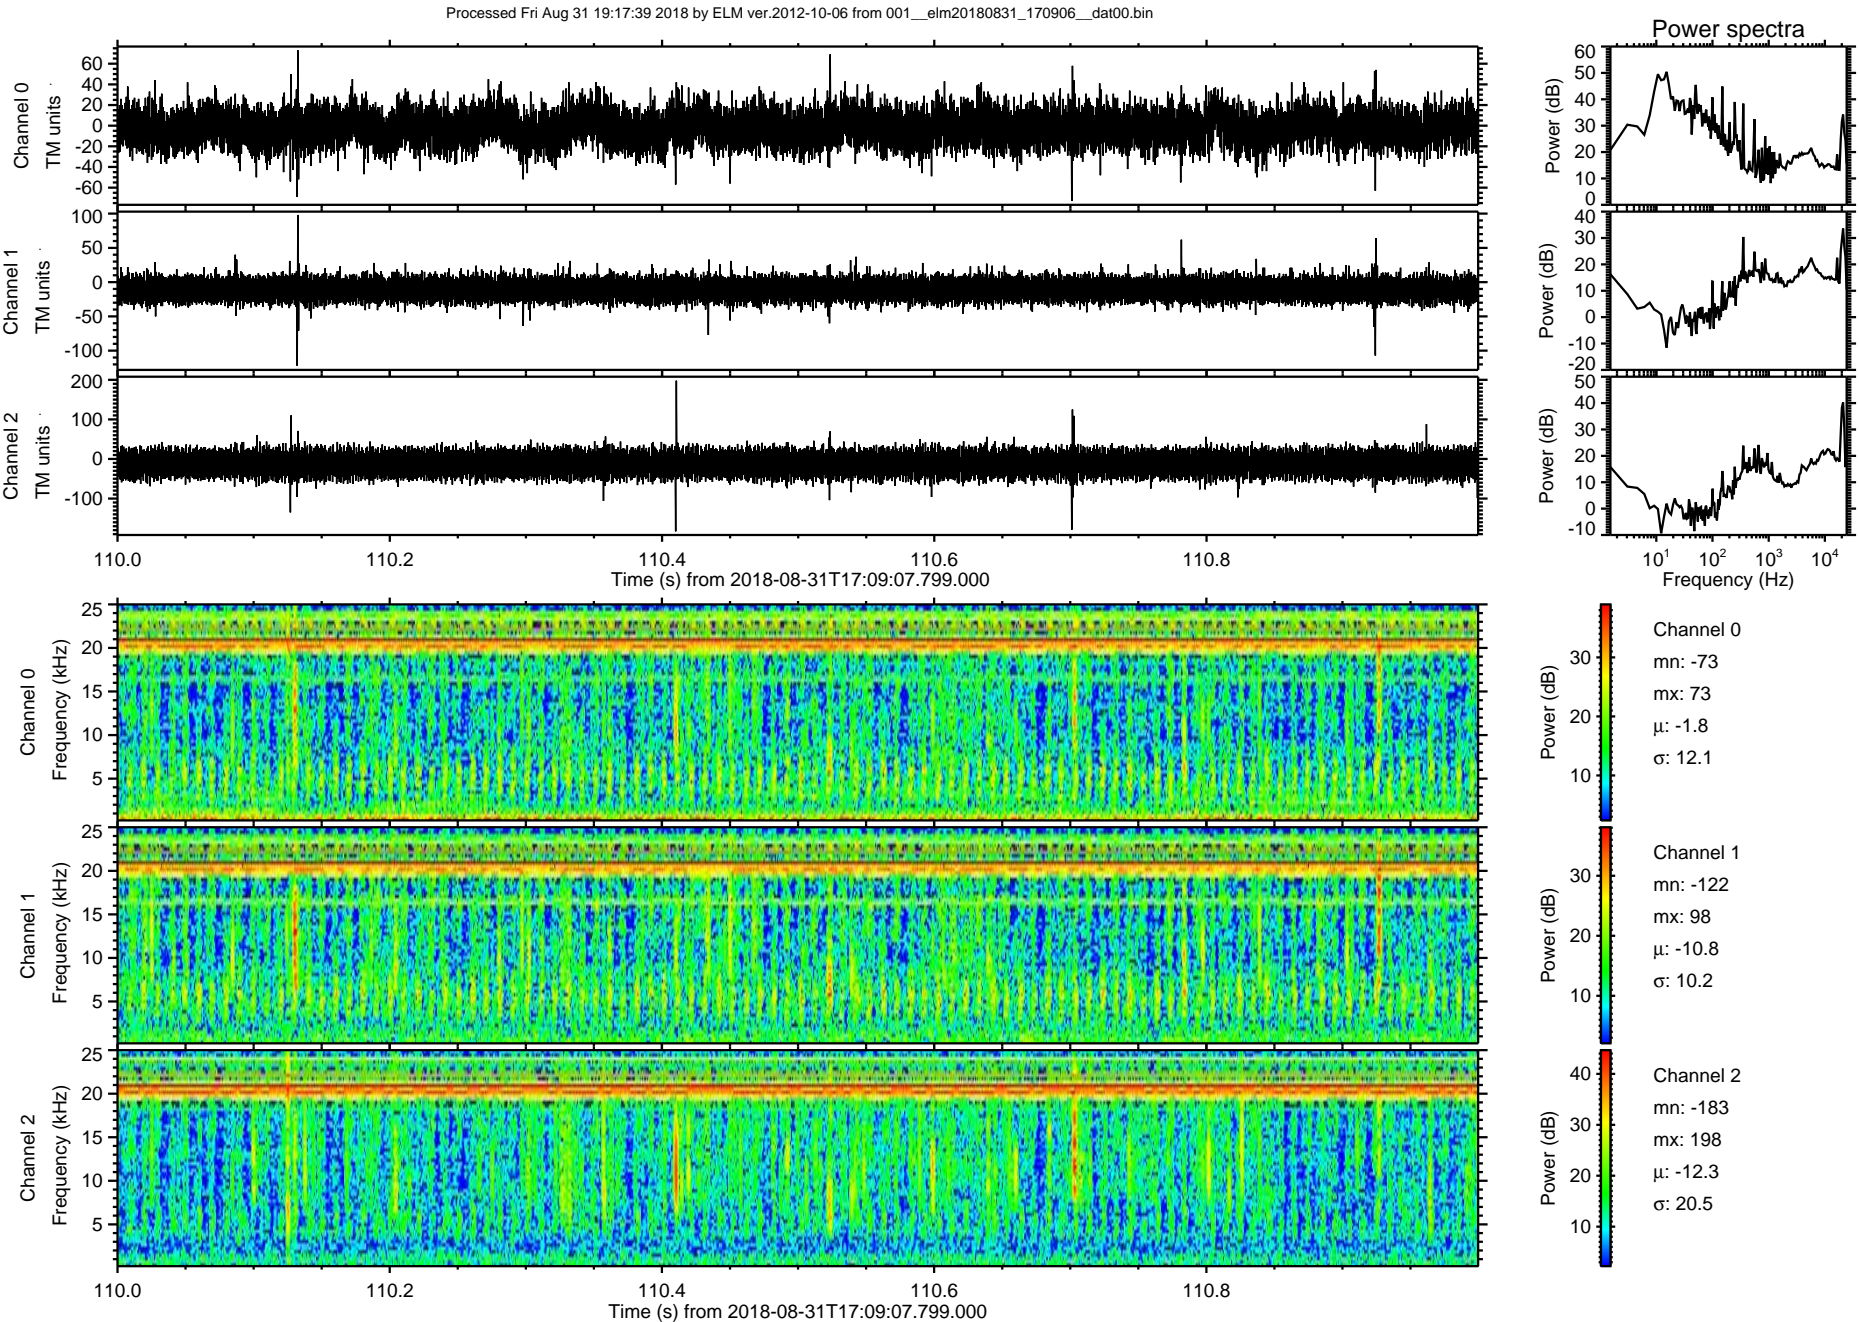 Processed Fri Aug 31 19:17:39 2018 by ELM ver.2012-10-06 from 001__elm20180831_170906__dat00.bin
Power spectra
Channel 0
TM units
60
40
20
0
-20
-40
-60
Power (dB)
60
50
40
30
20
10
0
Channel 1
TM units
100
50
0
-50
-100
Power (dB)
40
30
20
10
0
-10
-20
Channel 2
TM units
200
100
0
-100
Power (dB)
50
40
30
20
10
0
-10
110.0 110.2 110.4 110.6 110.8
Time (s) from 2018-08-31T17:09:07.799.000
10¹ 10² 10³ 10⁴
Frequency (Hz)
Channel 0
Frequency (kHz)
25
20
15
10
5
Power (dB)
30
20
10
Channel 0
mn: -73
mx: 73
μ: -1.8
σ: 12.1
Channel 1
Frequency (kHz)
25
20
15
10
5
Power (dB)
30
20
10
Channel 1
mn: -122
mx: 98
μ: -10.8
σ: 10.2
Channel 2
Frequency (kHz)
25
20
15
10
5
Power (dB)
40
30
20
10
Channel 2
mn: -183
mx: 198
μ: -12.3
σ: 20.5
110.0 110.2 110.4 110.6 110.8
Time (s) from 2018-08-31T17:09:07.799.000